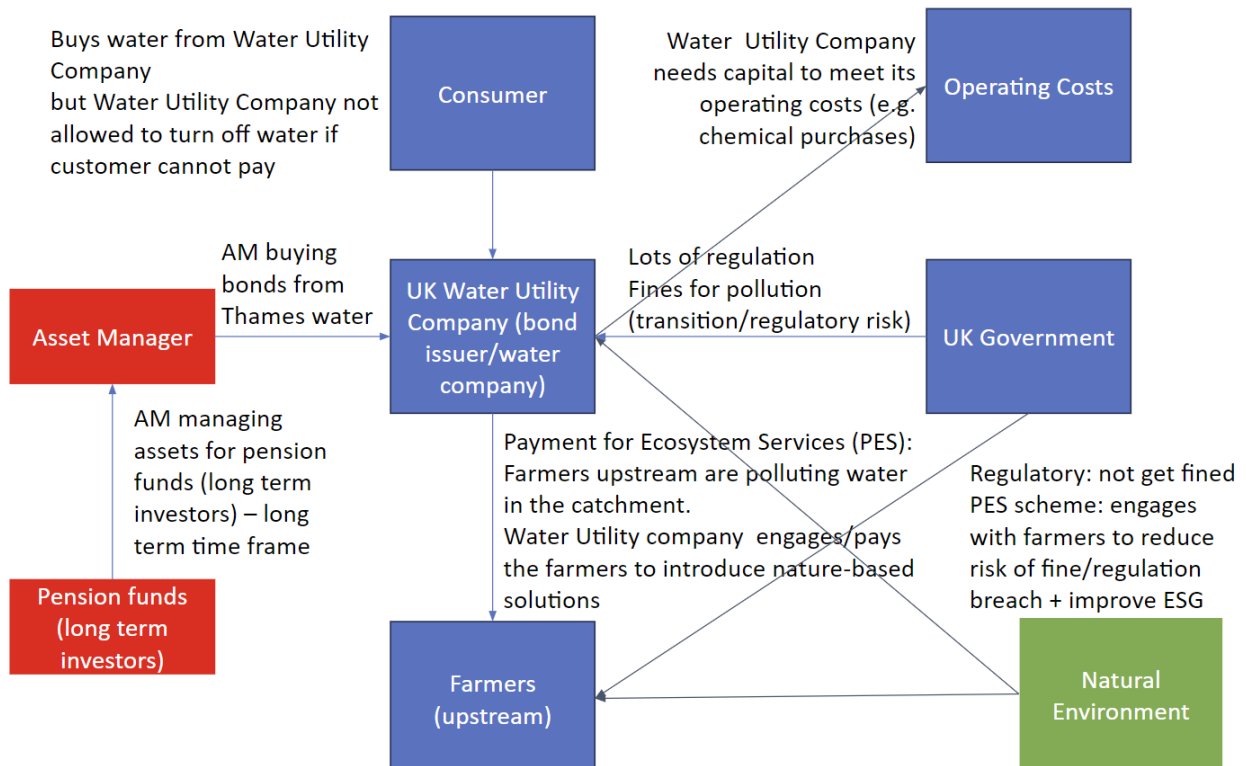 Buys water from Water Utility
Company
but Water Utility Company not
allowed to turn off water if
customer cannot pay
Consumer
Water  Utility Company
needs capital to meet its
operating costs (e.g.
chemical purchases)
Operating Costs
AM buying
bonds from
Thames water
Asset Manager
UK Water Utility
Company (bond
issuer/water
company)
Lots of regulation
Fines for pollution
(transition/regulatory risk)
UK Government
AM managing
assets for pension
funds (long term
investors) – long
term time frame
Payment for Ecosystem Services (PES):
Farmers upstream are polluting water
in the catchment.
Water Utility company  engages/pays
the farmers to introduce nature-based
solutions
Regulatory: not get fined
PES scheme: engages
with farmers to reduce
risk of fine/regulation
breach + improve ESG
Pension funds
(long term
investors)
Farmers
(upstream)
Natural
Environment